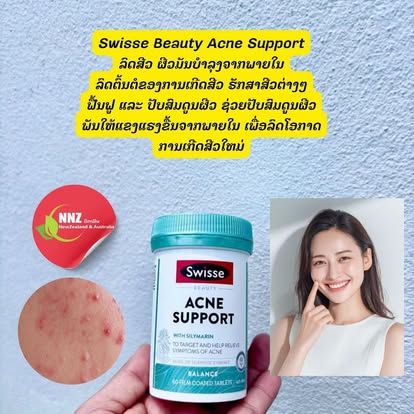 Swisse Beauty Acne Support
ລົດສິວ ຜິວມັນບຳລຸງຈາກພາຍໃນ
ລົດຕົ້ນຕໍຂອງການເກີດສິວ ຮັກສາສິວຕ່າງໆ
ຟື້ນຟູ ແລະ ປັບສົມດູນຜິວ ຊ່ວຍປັບສົມດູນຜິວ
ພັນໃຫ້ແຂງແຮງຂຶ້ນຈາກພາຍໃນ ເພື່ອລົດໂອກາດ
ການເກີດສິວໃໝ່
NNZ
NewZealand & Australia
Swisse
BEAUTY
ACNE
SUPPORT
WITH SILYMARIN
TO TARGET AND HELP RELIEVE
SYMPTOMS OF ACNE
BALANCE
60 FILM COATED TABLETS